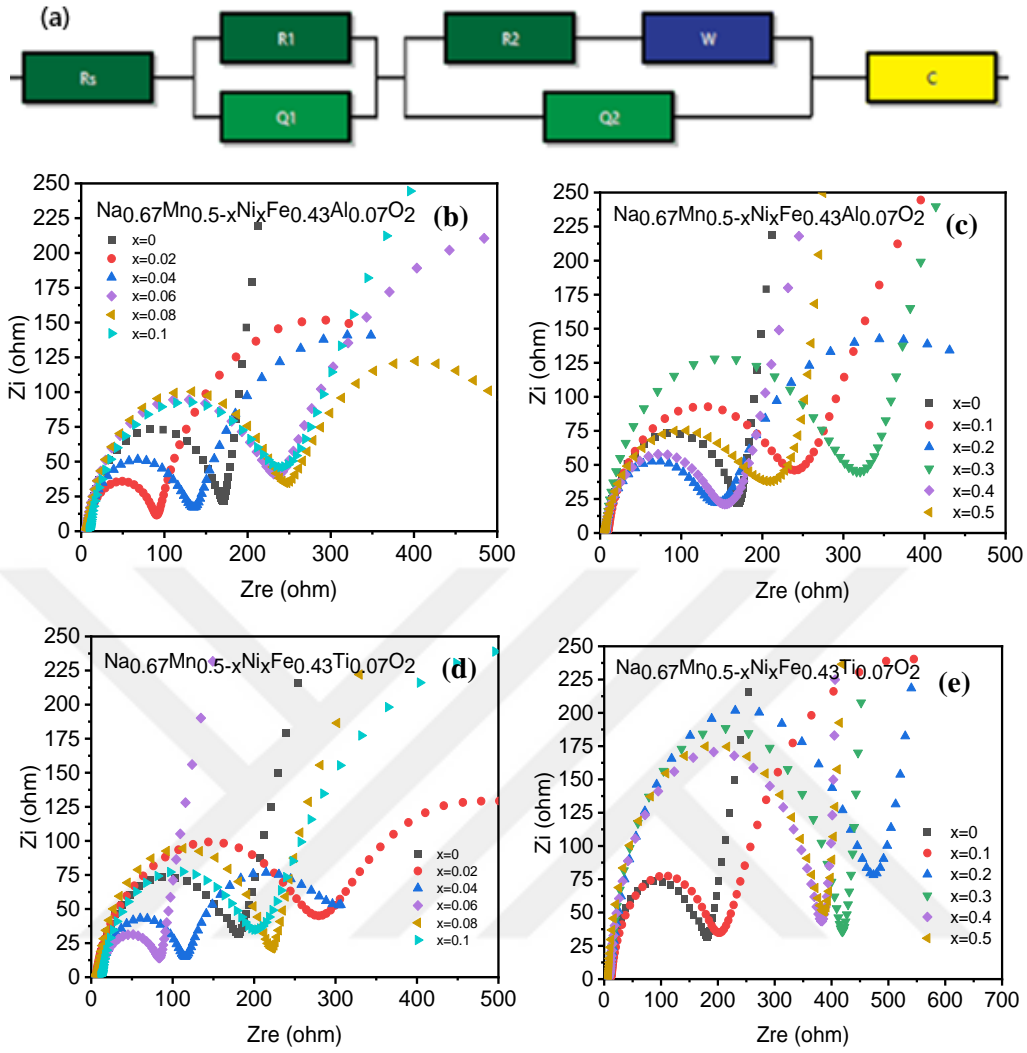 (a)
R1
R2
W
Rs
C
Q1
Q2
250
225
200
175
150
125
100
75
50
25
0
Zi (ohm)
Na0.67Mn0.5-xNixFe0.43Al0.07O2
(b)
x=0
x=0.02
x=0.04
x=0.06
x=0.08
x=0.1
0 100 200 300 400 500
Zre (ohm)
250
225
200
175
150
125
100
75
50
25
0
Zi (ohm)
Na0.67Mn0.5-xNixFe0.43Al0.07O2
(c)
x=0
x=0.1
x=0.2
x=0.3
x=0.4
x=0.5
0 100 200 300 400 500
Zre (ohm)
250
225
200
175
150
125
100
75
50
25
0
Zi (ohm)
Na0.67Mn0.5-xNixFe0.43Ti0.07O2
(d)
x=0
x=0.02
x=0.04
x=0.06
x=0.08
x=0.1
0 100 200 300 400 500
Zre (ohm)
250
225
200
175
150
125
100
75
50
25
0
Zi (ohm)
Na0.67Mn0.5-xNixFe0.43Ti0.07O2
(e)
x=0
x=0.1
x=0.2
x=0.3
x=0.4
x=0.5
0 100 200 300 400 500 600 700
Zre (ohm)